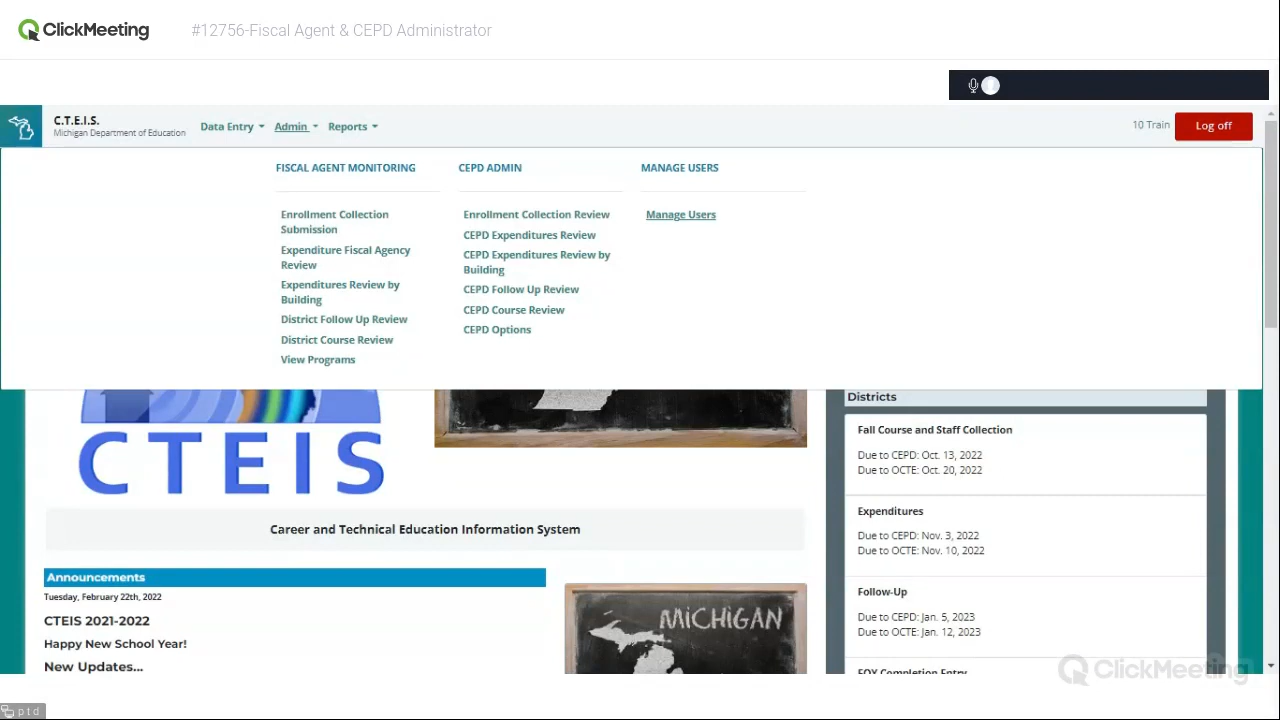 ClickMeeting
#12756-Fiscal Agent & CEPD Administrator
C.T.E.I.S.
Michigan Department of Education
Data Entry
Admin
Reports
10 Train
Log off
FISCAL AGENT MONITORING
Enrollment Collection
Submission
Expenditure Fiscal Agency
Review
Expenditures Review by
Building
District Follow Up Review
District Course Review
View Programs
CEPD ADMIN
Enrollment Collection Review
CEPD Expenditures Review
CEPD Expenditures Review by
Building
CEPD Follow Up Review
CEPD Course Review
CEPD Options
MANAGE USERS
Manage Users
CTEIS
Career and Technical Education Information System
Announcements
Tuesday, February 22th, 2022
CTEIS 2021-2022
Happy New School Year!
New Updates...
MICHIGAN
Districts
Fall Course and Staff Collection
Due to CEPD: Oct. 13, 2022
Due to OCTE: Oct. 20, 2022
Expenditures
Due to CEPD: Nov. 3, 2022
Due to OCTE: Nov. 10, 2022
Follow-Up
Due to CEPD: Jan. 5, 2023
Due to OCTE: Jan. 12, 2023
EOY Completion Entry
ClickMeeting
ptd